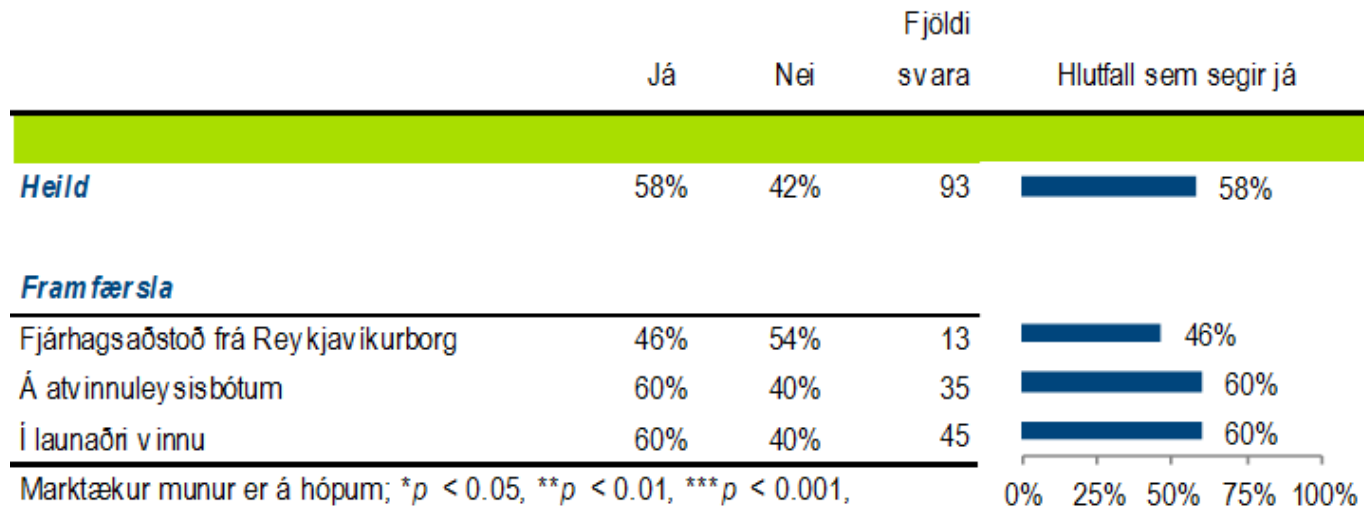 Fjöldi
Já Nei svara Hlutfall sem segir já
Heild 58% 42% 93 58%
Framfærsla
Fjárhagsaðstoð frá Reykjavíkurborg 46% 54% 13 46%
Á atvinnuleysisbótum 60% 40% 35 60%
Í launaðri vinnu 60% 40% 45 60%
Marktækur munur er á hópum; *p < 0.05, **p < 0.01, ***p < 0.001,
0% 25% 50% 75% 100%